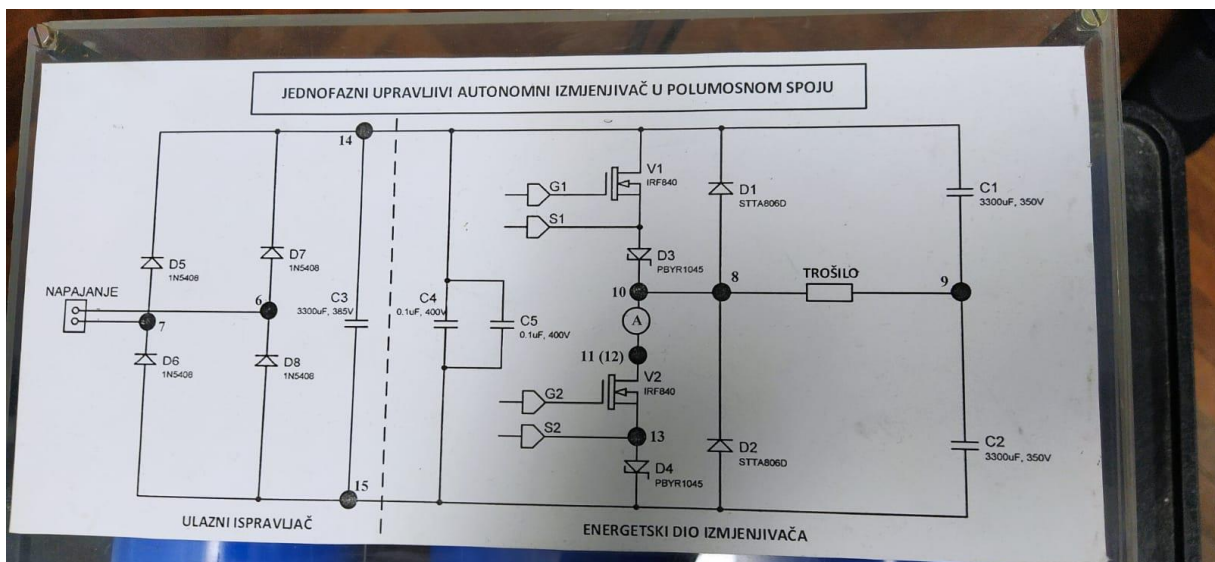 JEDNOFAZNI UPRAVLJIVI AUTONOMNI IZMJENJIVAČ U POLUMOSNOM SPOJU
14
V1
IRF840
G1
D1
STTA806D
C1
3300uF, 350V
S1
D5
1N5408
D7
1N5408
D3
PBYR1045
NAPAJANJE
6
7
C3
3300uF, 385V
C4
0.1uF, 400V
C5
0.1uF, 400V
10
8
TROŠILO
9
A
11 (12)
D6
1N5408
D8
1N5408
V2
IRF840
G2
S2
13
D2
STTA806D
C2
3300uF, 350V
D4
PBYR1045
15
ULAZNI ISPRAVLJAČ
ENERGETSKI DIO IZMJENJIVAČA